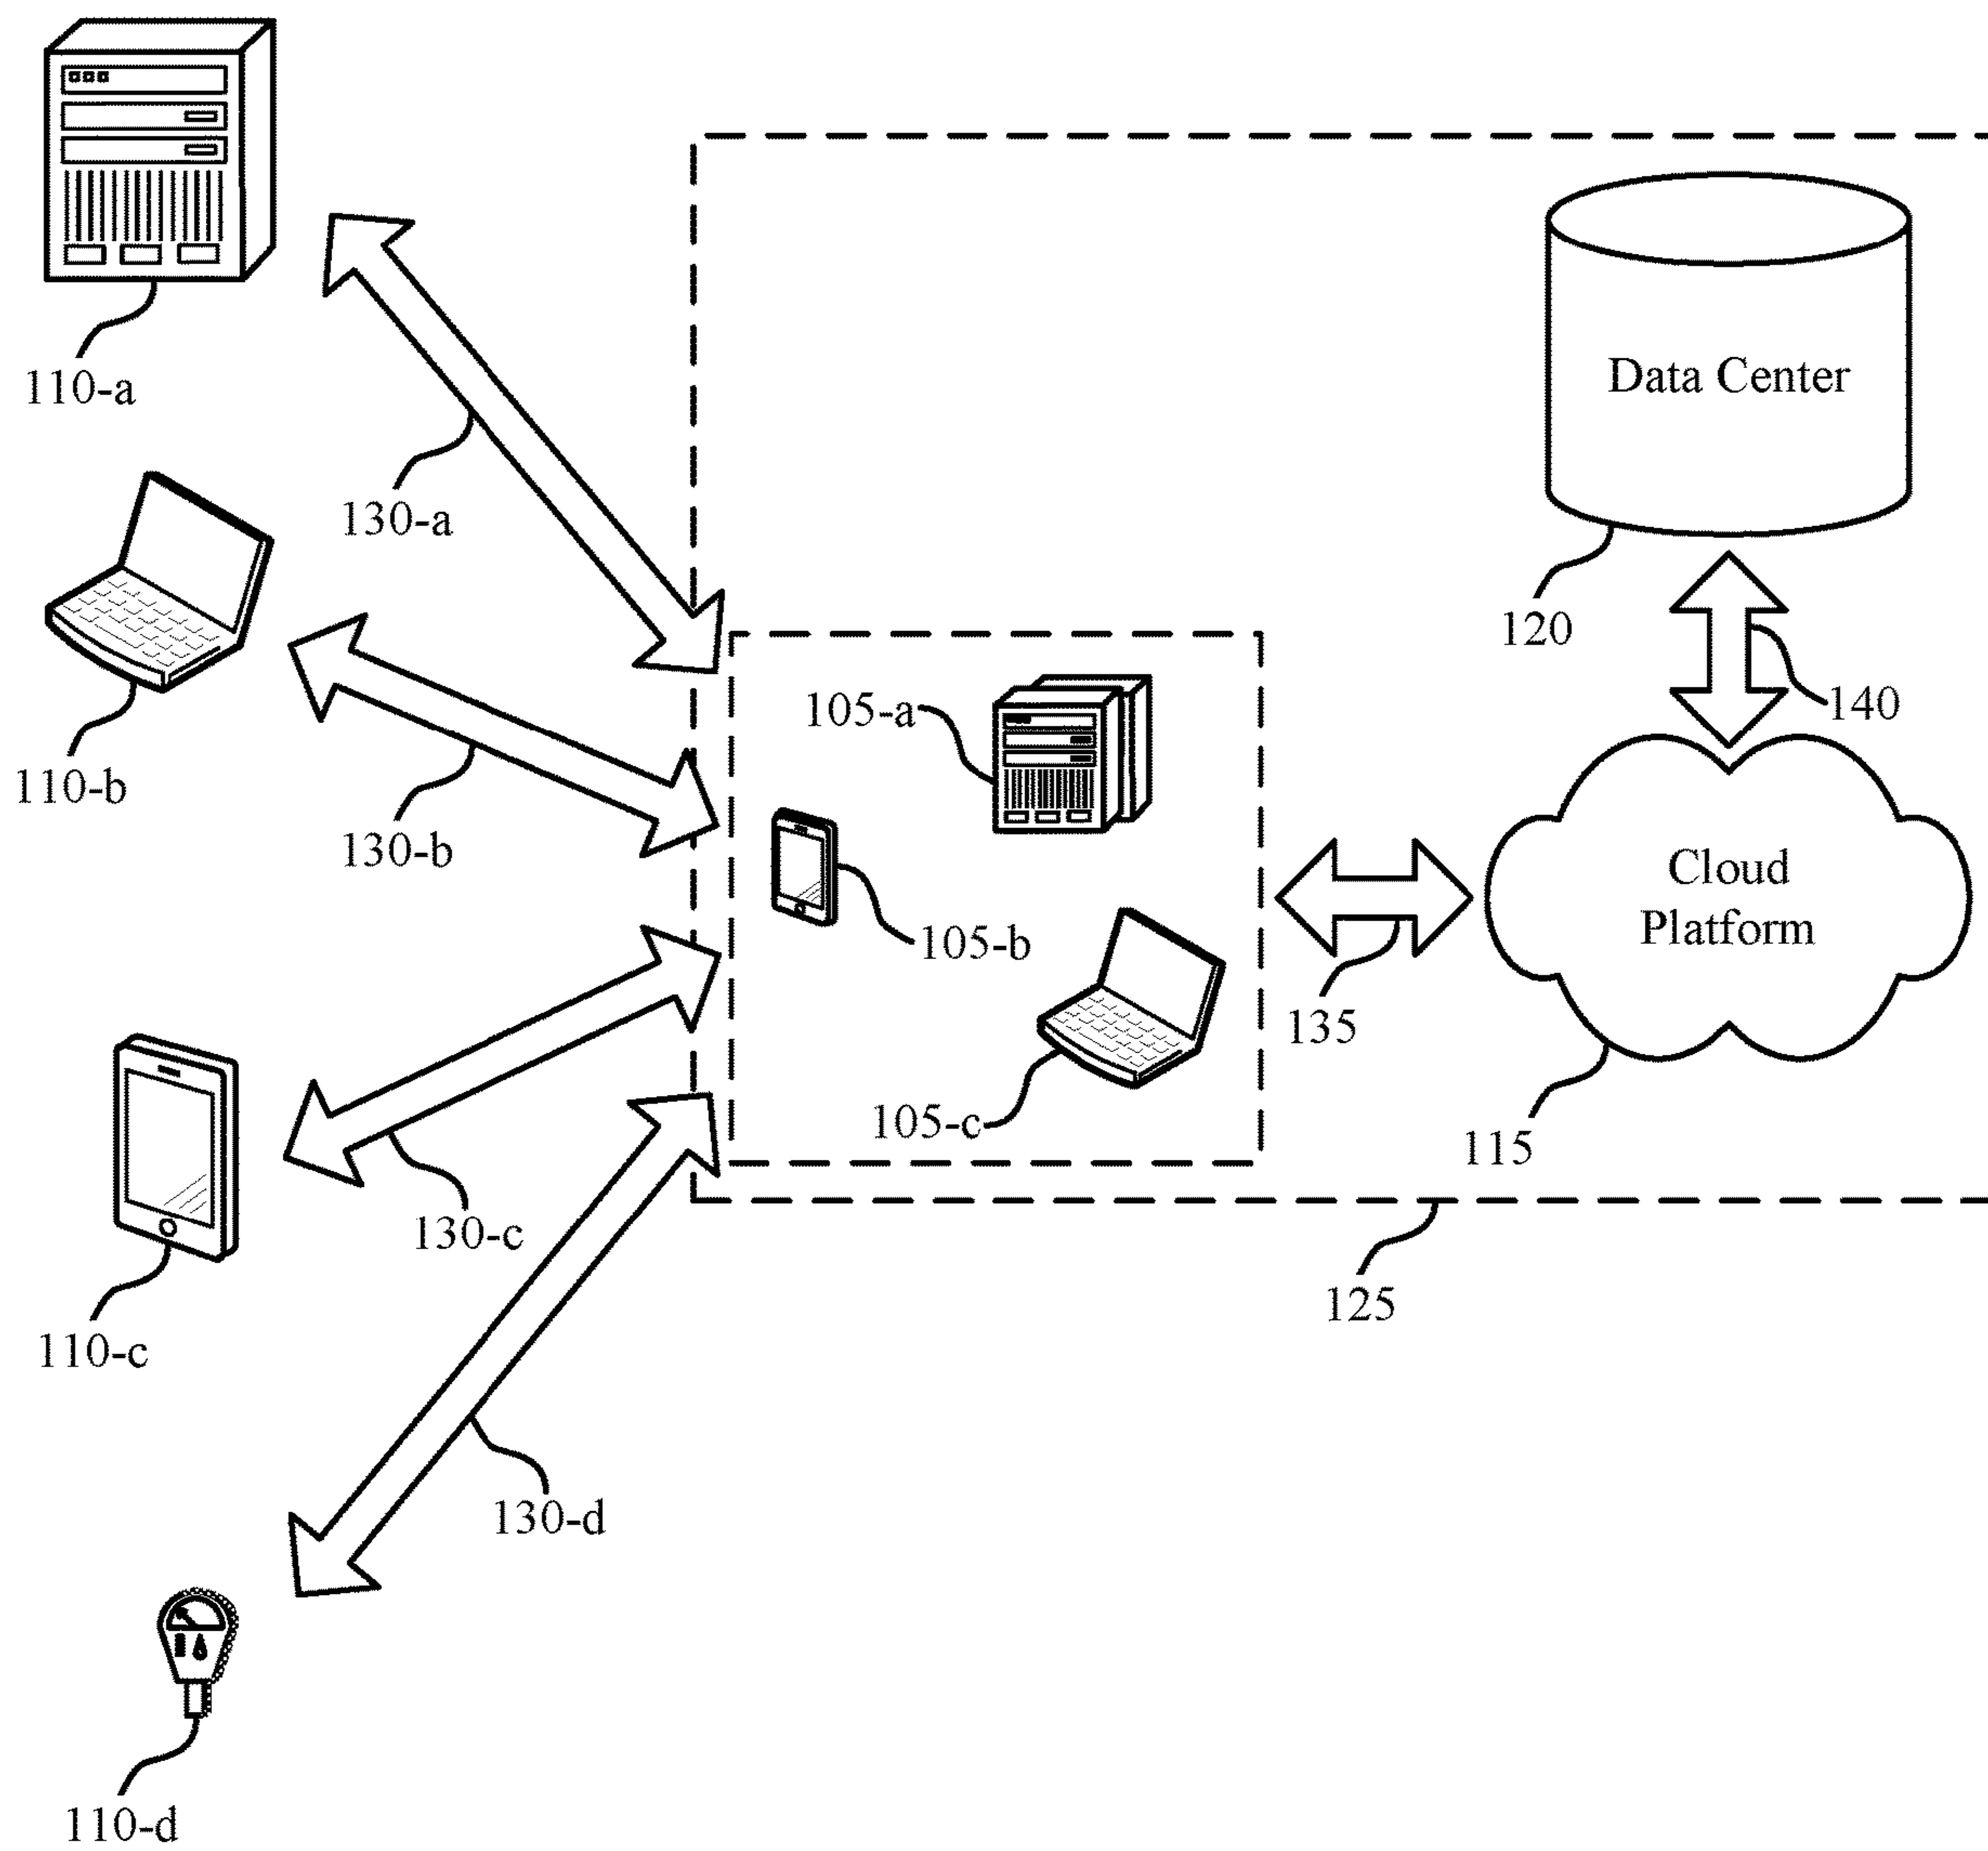 110-a
130-a
Data Center
120
140
105-a
110-b
130-b
105-b
Cloud
Platform
135
105-c
115
130-c
125
110-c
130-d
110-d